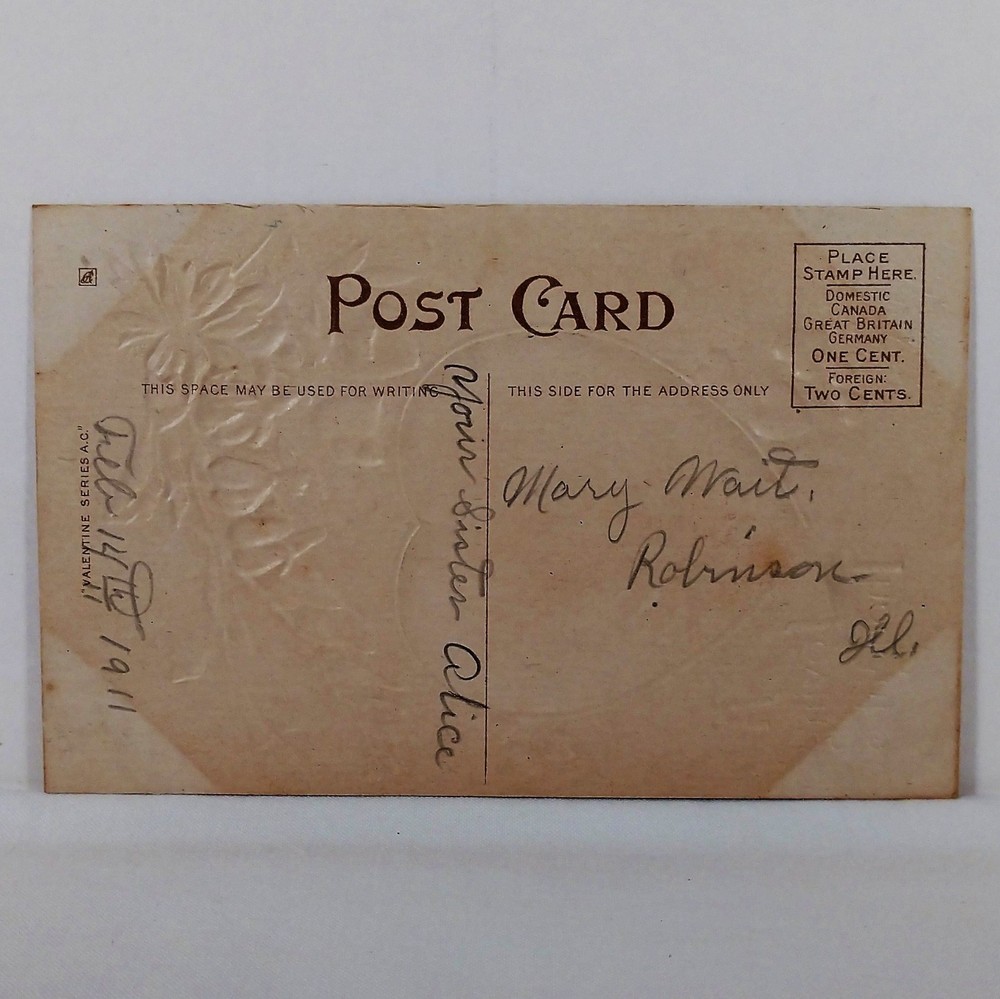 POST CARD
PLACE
STAMP HERE.
DOMESTIC
CANADA
GREAT BRITAIN
GERMANY
ONE CENT.
FOREIGN:
TWO CENTS.
THIS SPACE MAY BE USED FOR WRITING
THIS SIDE FOR THE ADDRESS ONLY
"VALENTINE SERIES A.C."
Feb. 14th 1911
Your Sister Alice
Mary Wait.
Robinson
Ill.